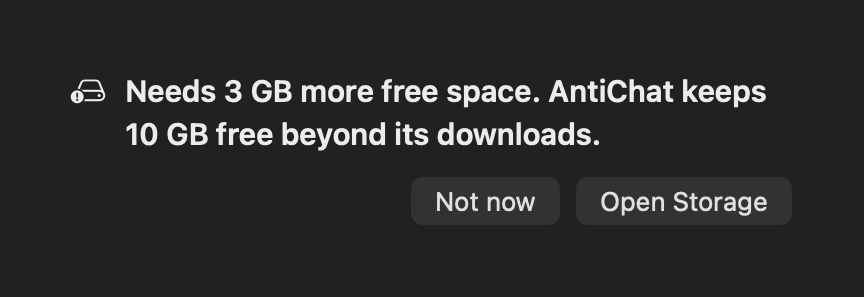 Needs 3 GB more free space. AntiChat keeps
10 GB free beyond its downloads.
Not now
Open Storage